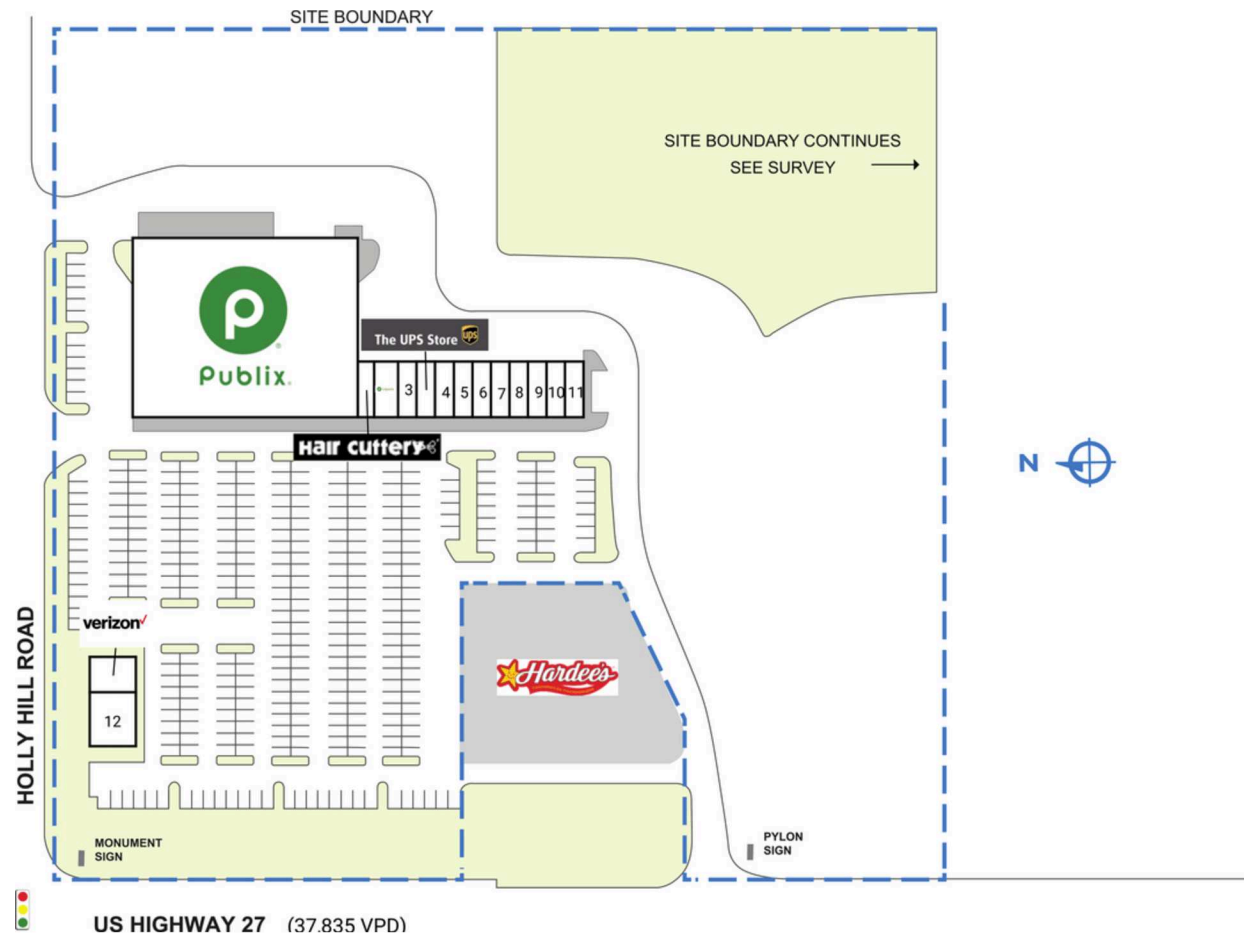 SITE BOUNDARY
SITE BOUNDARY CONTINUES
SEE SURVEY
P
Publix.
The UPS Store
ups
3
4
5
6
7
8
9
10
11
Hair Cuttery
N
verizon
12
Hardee's
HOLLY HILL ROAD
MONUMENT
SIGN
PYLON
SIGN
US HIGHWAY 27 (37,835 VPD)